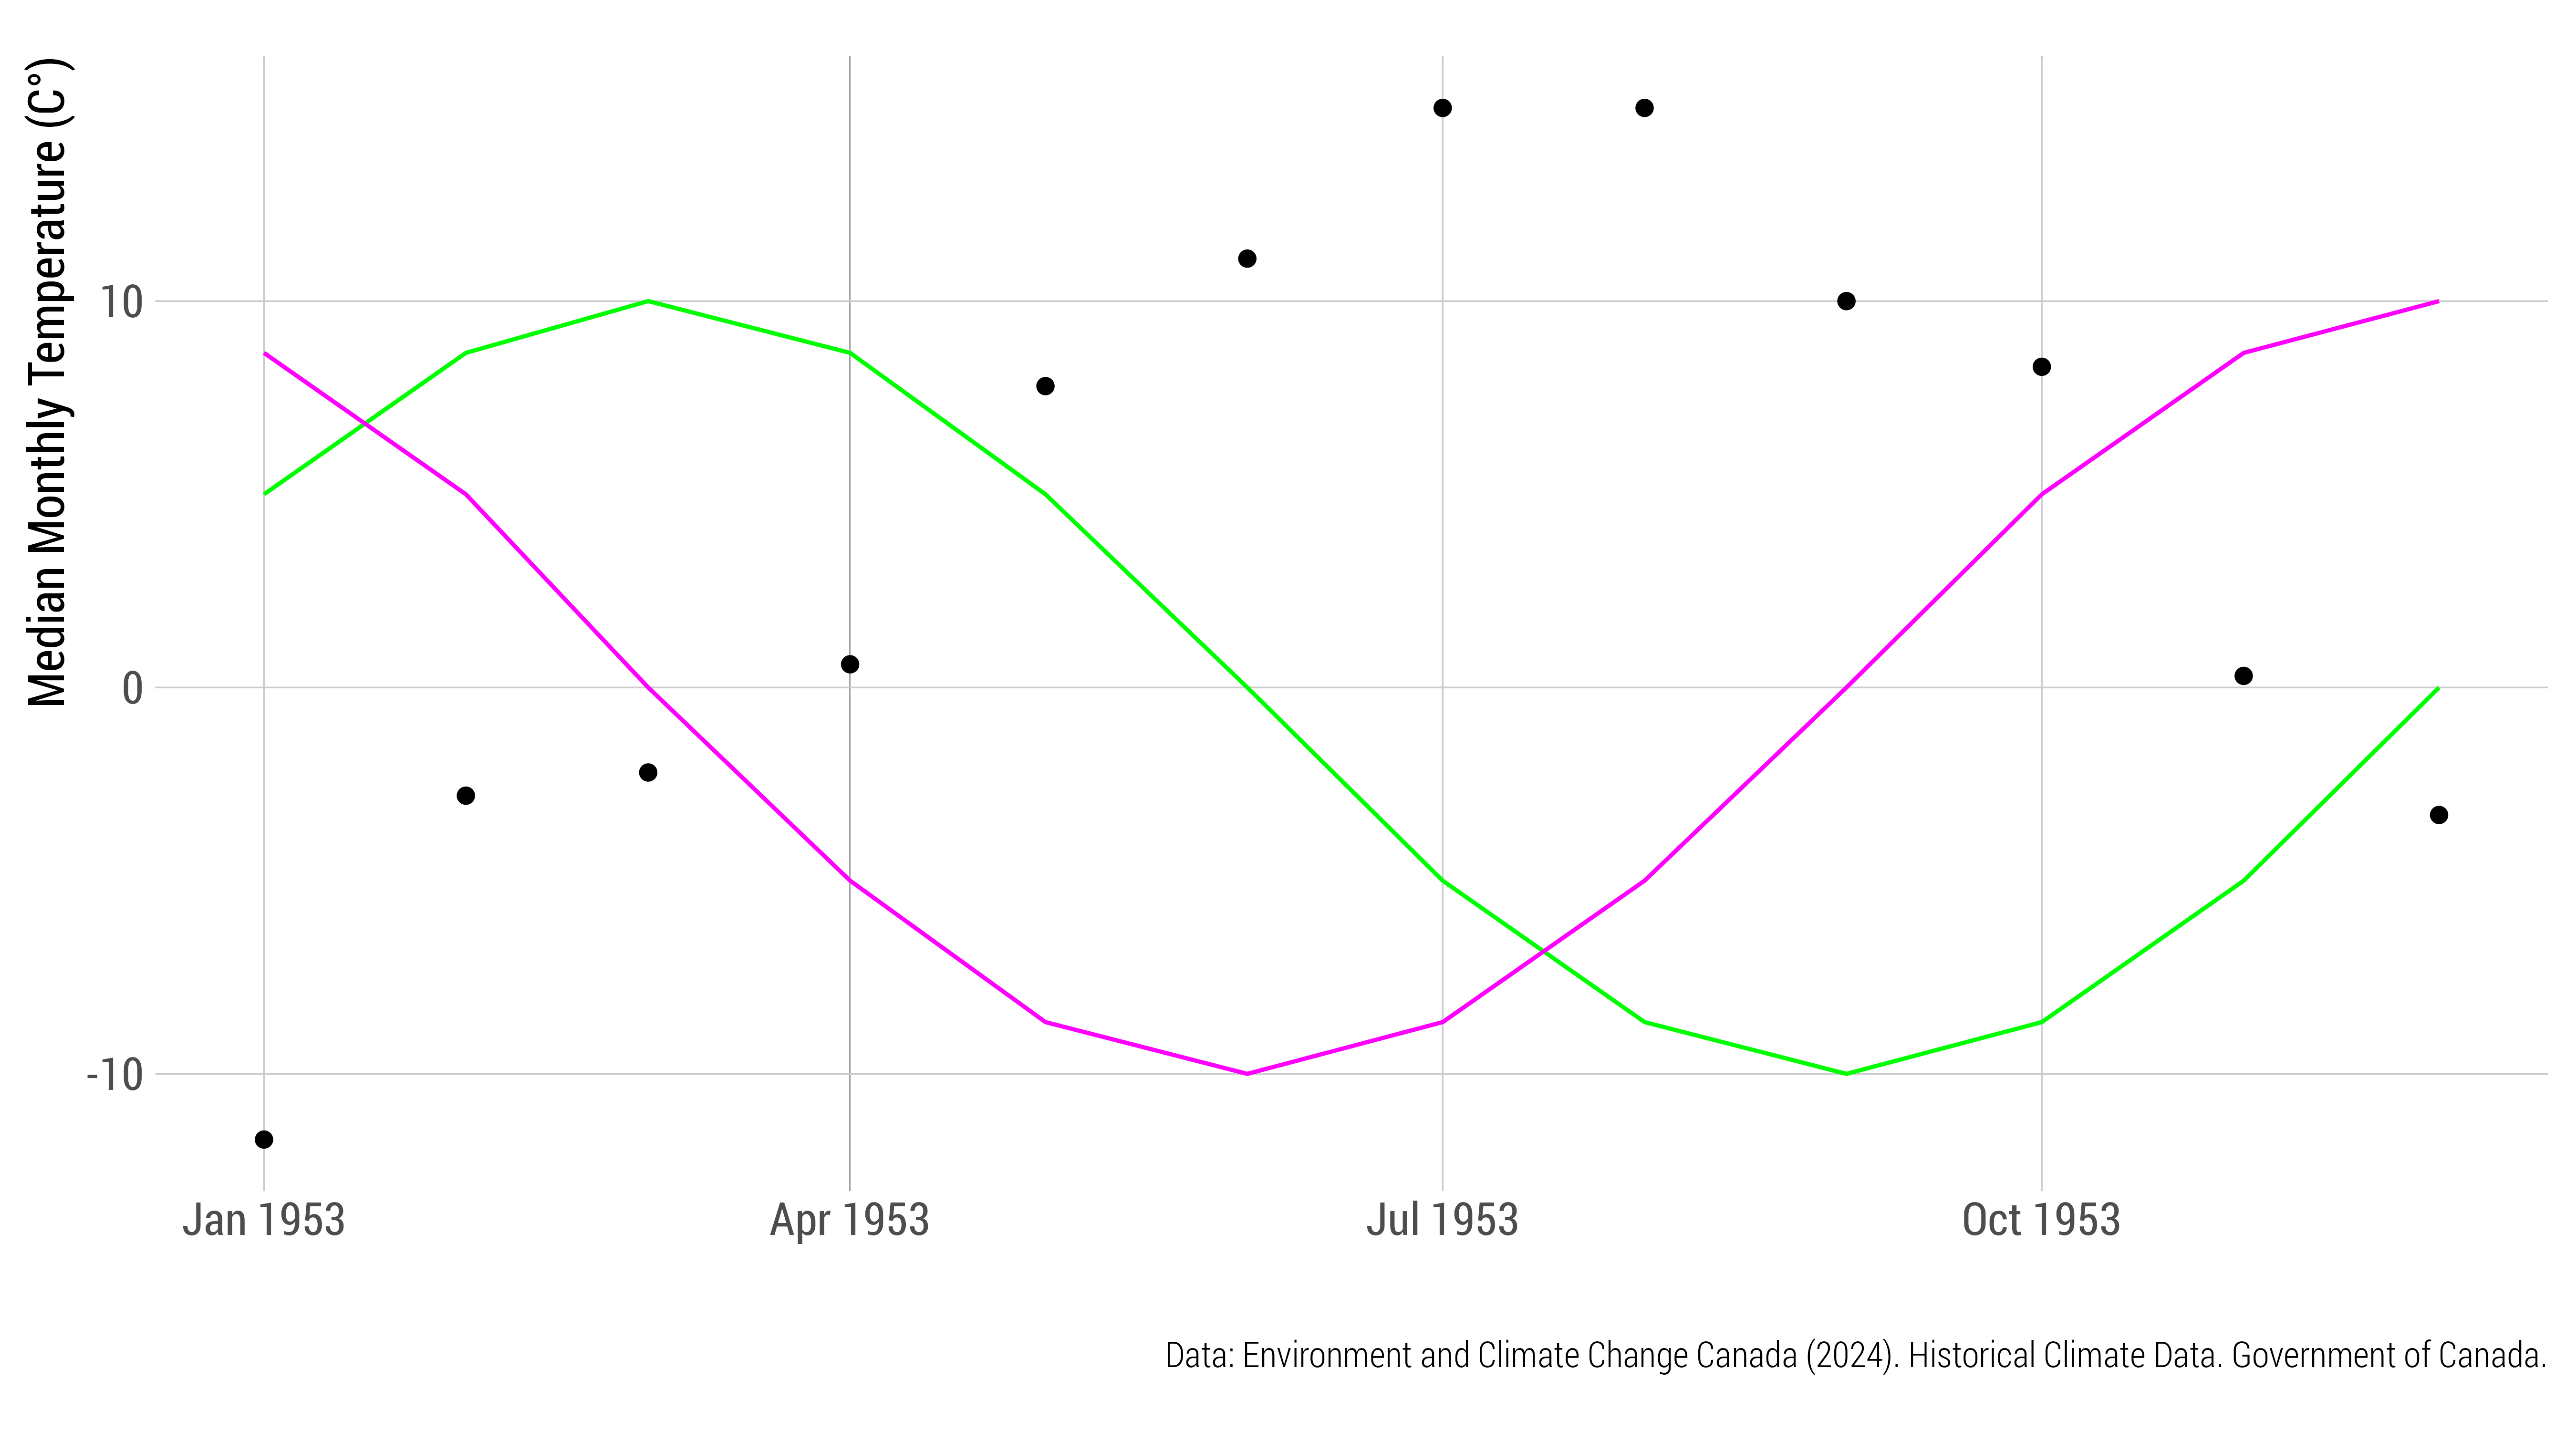 Median Monthly Temperature (C°)
10
0
-10
Jan 1953
Apr 1953
Jul 1953
Oct 1953
Data: Environment and Climate Change Canada (2024). Historical Climate Data. Government of Canada.